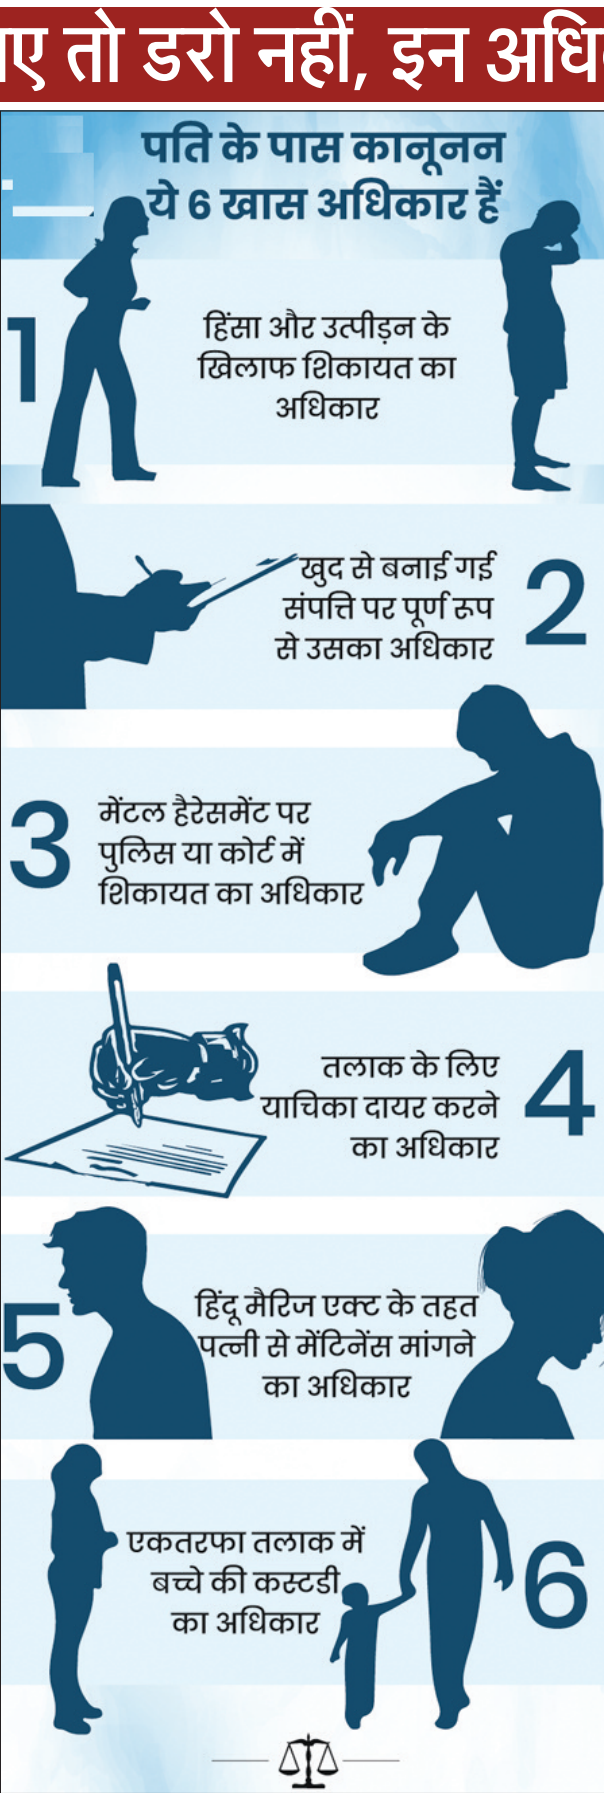 ए तो डरो नहीं, इन
पति के पास कानूनन
ये 6 खास अधिकार हैं
1
हिंसा और उत्पीड़न के
खिलाफ शिकायत का
अधिकार
2
खुद से बनाई गई
संपत्ति पर पूर्ण रूप
से उसका अधिकार
3
मेंटल हैरेसमेंट पर
पुलिस या कोर्ट में
शिकायत का अधिकार
4
तलाक के लिए
याचिका दायर करने
का अधिकार
5
हिंदू मैरिज एक्ट के तहत
पत्नी से मेंटिनेंस मांगने
का अधिकार
6
एकतरफा तलाक में
बच्चे की कस्टडी
का अधिकार